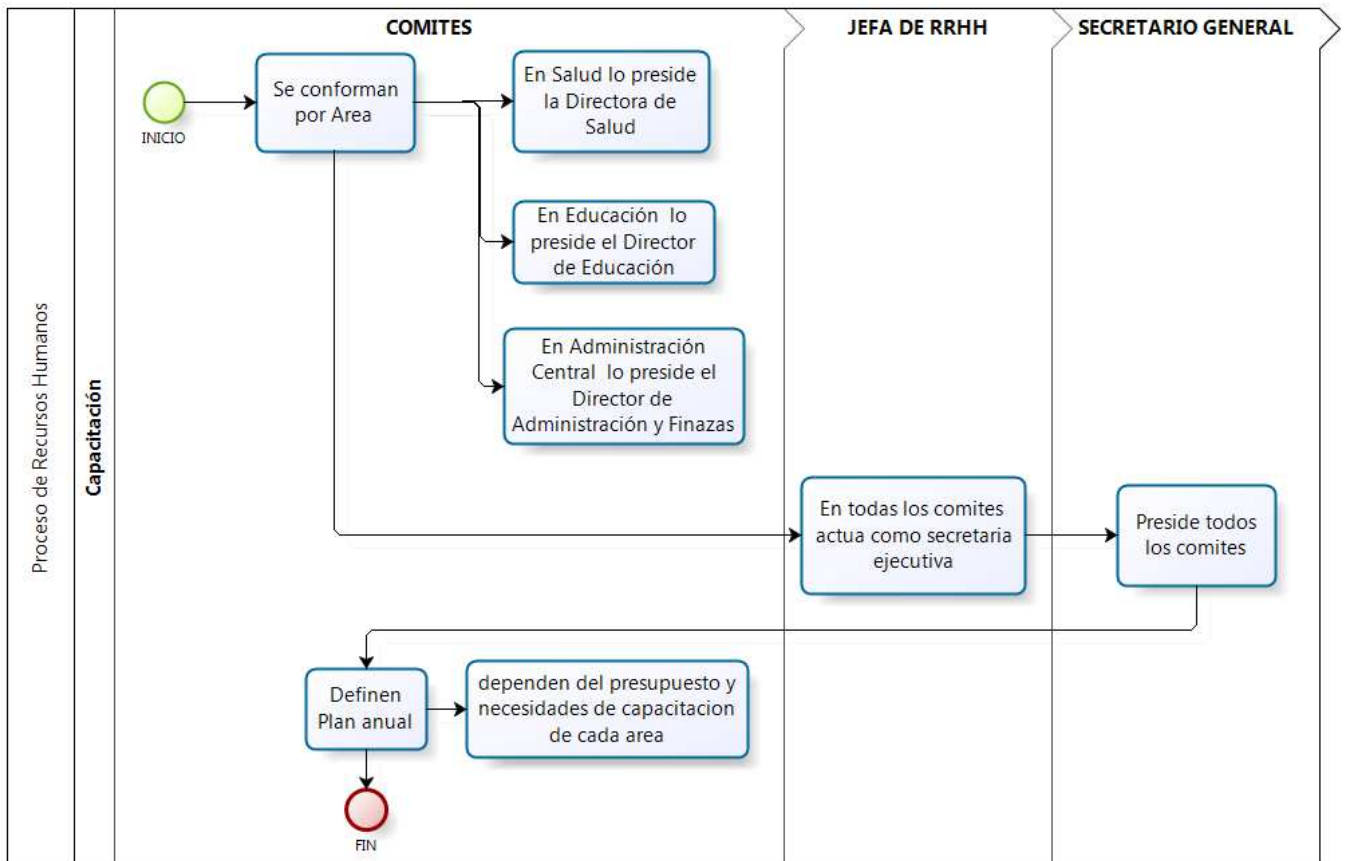 COMITES
JEFA DE RRHH
SECRETARIO GENERAL
Proceso de Recursos Humanos
Capacitación
INICIO
Se conforman
por Area
En Salud lo preside
la Directora de
Salud
En Educación lo
preside el Director
de Educación
En Administración
Central lo preside el
Director de
Administración y Finazas
En todas los comites
actua como secretaria
ejecutiva
Preside todos
los comites
Definen
Plan anual
dependen del presupuesto y
necesidades de capacitacion
de cada area
FIN